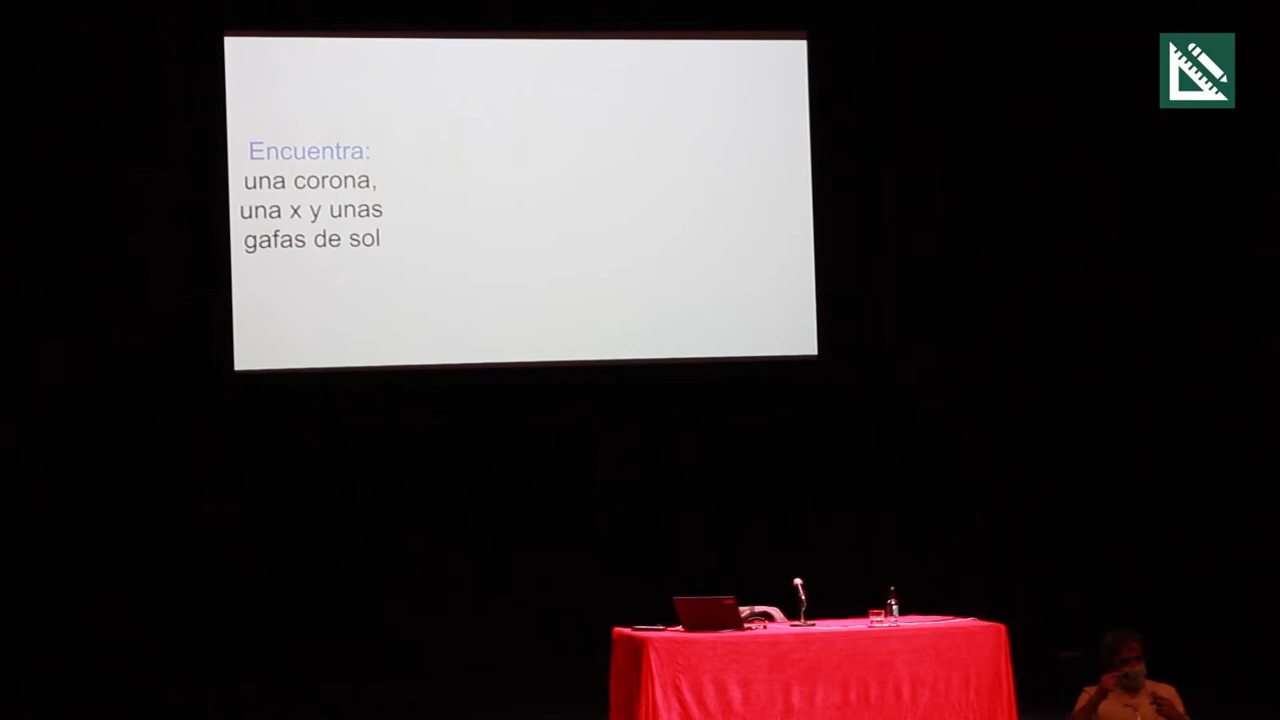 Encuentra:
una corona,
una x y unas
gafas de sol